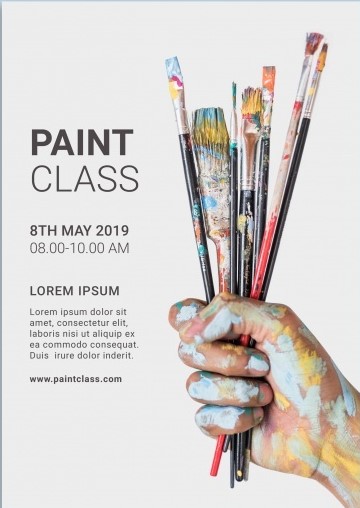 PAINT
CLASS
8TH MAY 2019
08.00-10.00 AM
LOREM IPSUM
Lorem ipsum dolor sit
amet, consectetur elit,
laboris nisi ut aliquip ex
ea commodo consequat.
Duis irure dolor inderit.
www.paintclass.com